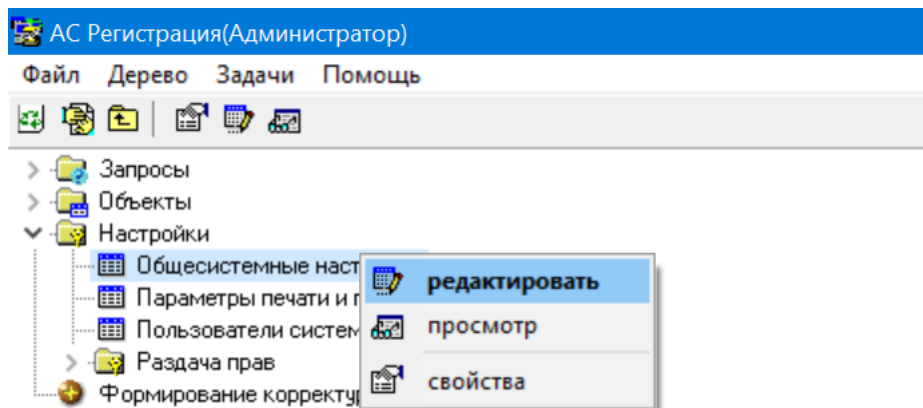 АС Регистрация(Администратор)
Файл Дерево Задачи Помощь
Запросы
Объекты
Настройки
Общесистемные наст
редактировать
Параметры печати и г
просмотр
Пользователи систем
Раздача прав
свойства
Формирование корректур